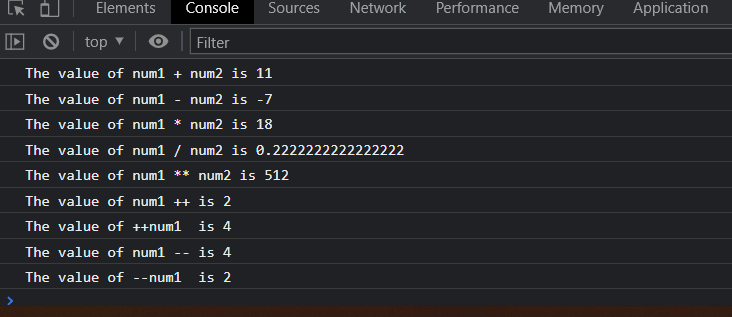 Elements Console Sources Network Performance Memory Application
top Filter
The value of num1 + num2 is 11
The value of num1 - num2 is -7
The value of num1 * num2 is 18
The value of num1 / num2 is 0.2222222222222222
The value of num1 ** num2 is 512
The value of num1 ++ is 2
The value of ++num1  is 4
The value of num1 -- is 4
The value of --num1  is 2
>